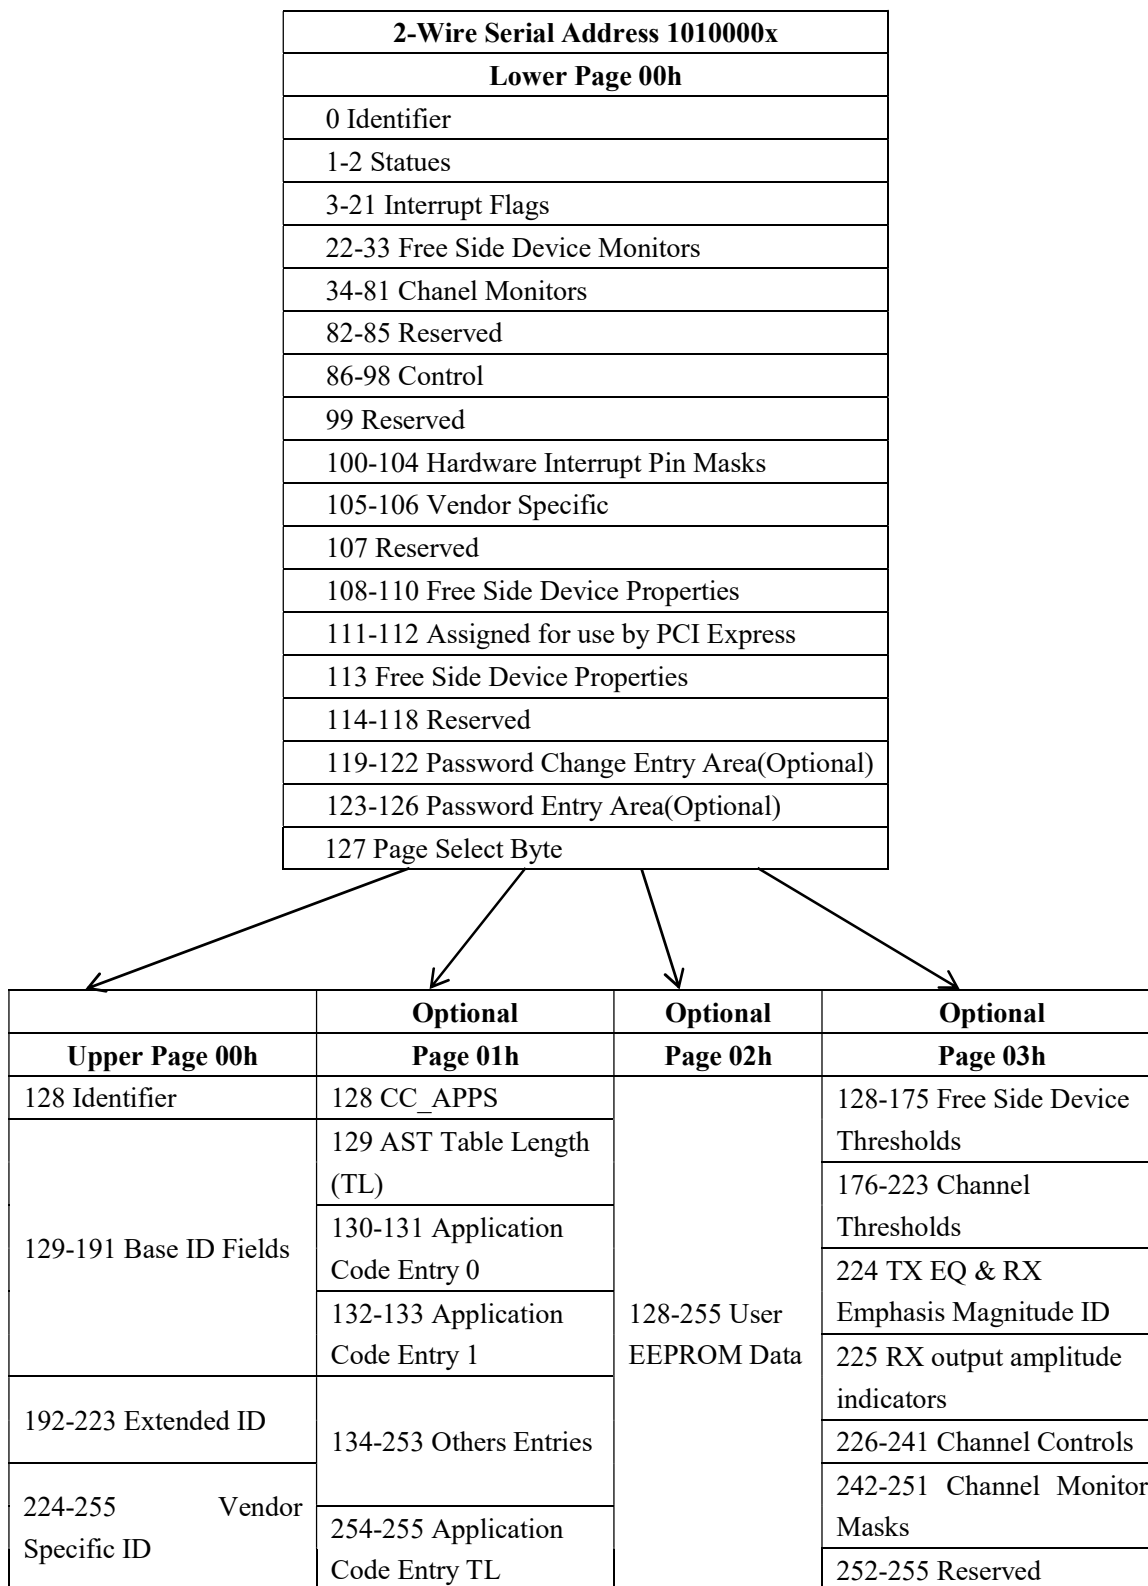 2-Wire Serial Address 1010000x
Lower Page 00h
0 Identifier
1-2 Statues
3-21 Interrupt Flags
22-33 Free Side Device Monitors
34-81 Chanel Monitors
82-85 Reserved
86-98 Control
99 Reserved
100-104 Hardware Interrupt Pin Masks
105-106 Vendor Specific
107 Reserved
108-110 Free Side Device Properties
111-112 Assigned for use by PCI Express
113 Free Side Device Properties
114-118 Reserved
119-122 Password Change Entry Area(Optional)
123-126 Password Entry Area(Optional)
127 Page Select Byte
Upper Page 00h
128 Identifier
129-191 Base ID Fields
192-223 Extended ID
224-255 Vendor
Specific ID
Optional
Page 01h
128 CC_APPS
129 AST Table Length
(TL)
130-131 Application
Code Entry 0
132-133 Application
Code Entry 1
134-253 Others Entries
254-255 Application
Code Entry TL
Optional
Page 02h
128-255 User
EEPROM Data
Optional
Page 03h
128-175 Free Side Device
Thresholds
176-223 Channel
Thresholds
224 TX EQ & RX
Emphasis Magnitude ID
225 RX output amplitude
indicators
226-241 Channel Controls
242-251 Channel Monitor
Masks
252-255 Reserved